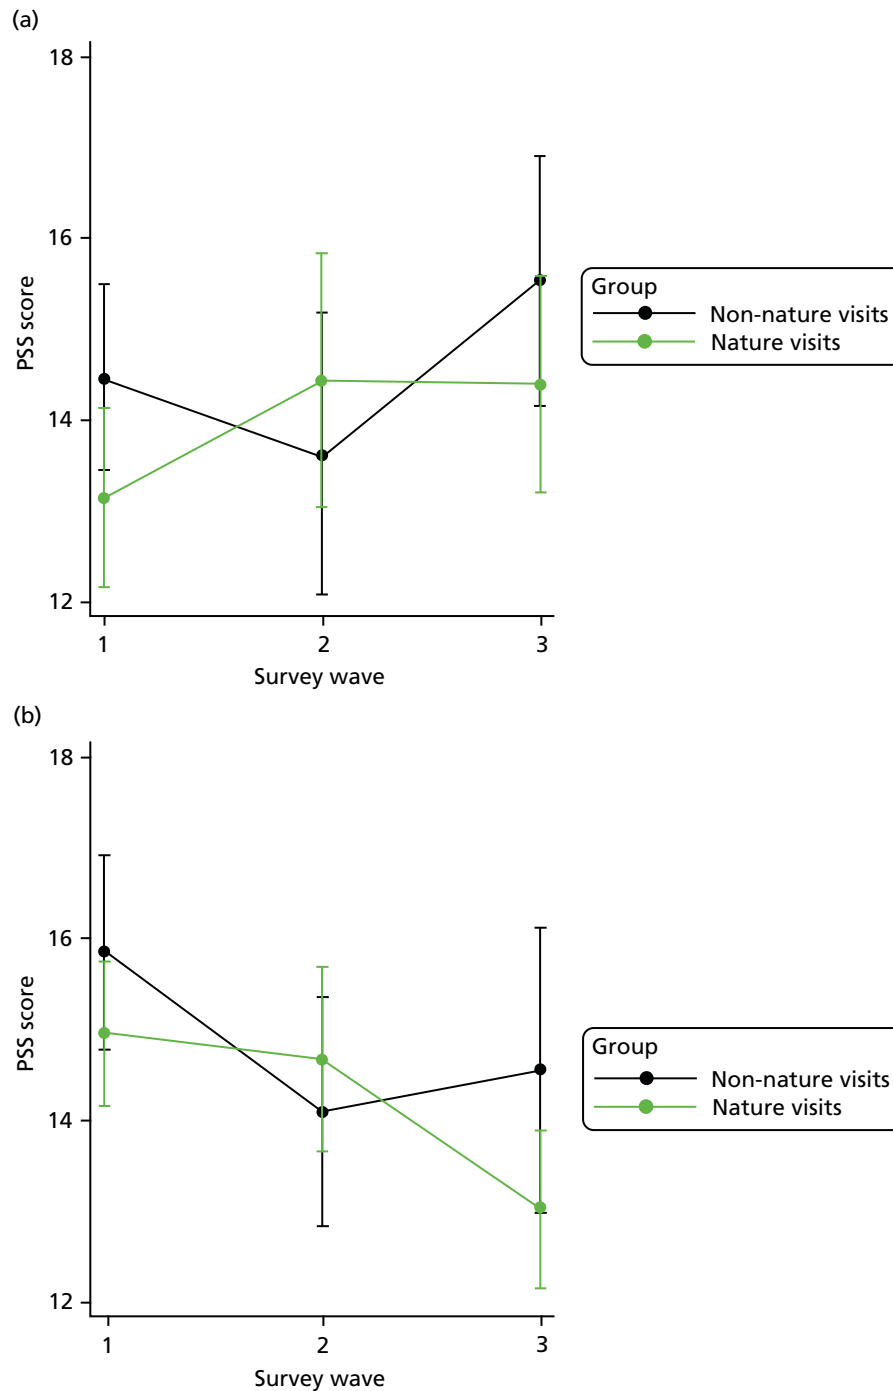 (a)
18
16
14
12
PSS score
1 2 3
Survey wave
Group
Non-nature visits
Nature visits
(b)
18
16
14
12
PSS score
1 2 3
Survey wave
Group
Non-nature visits
Nature visits